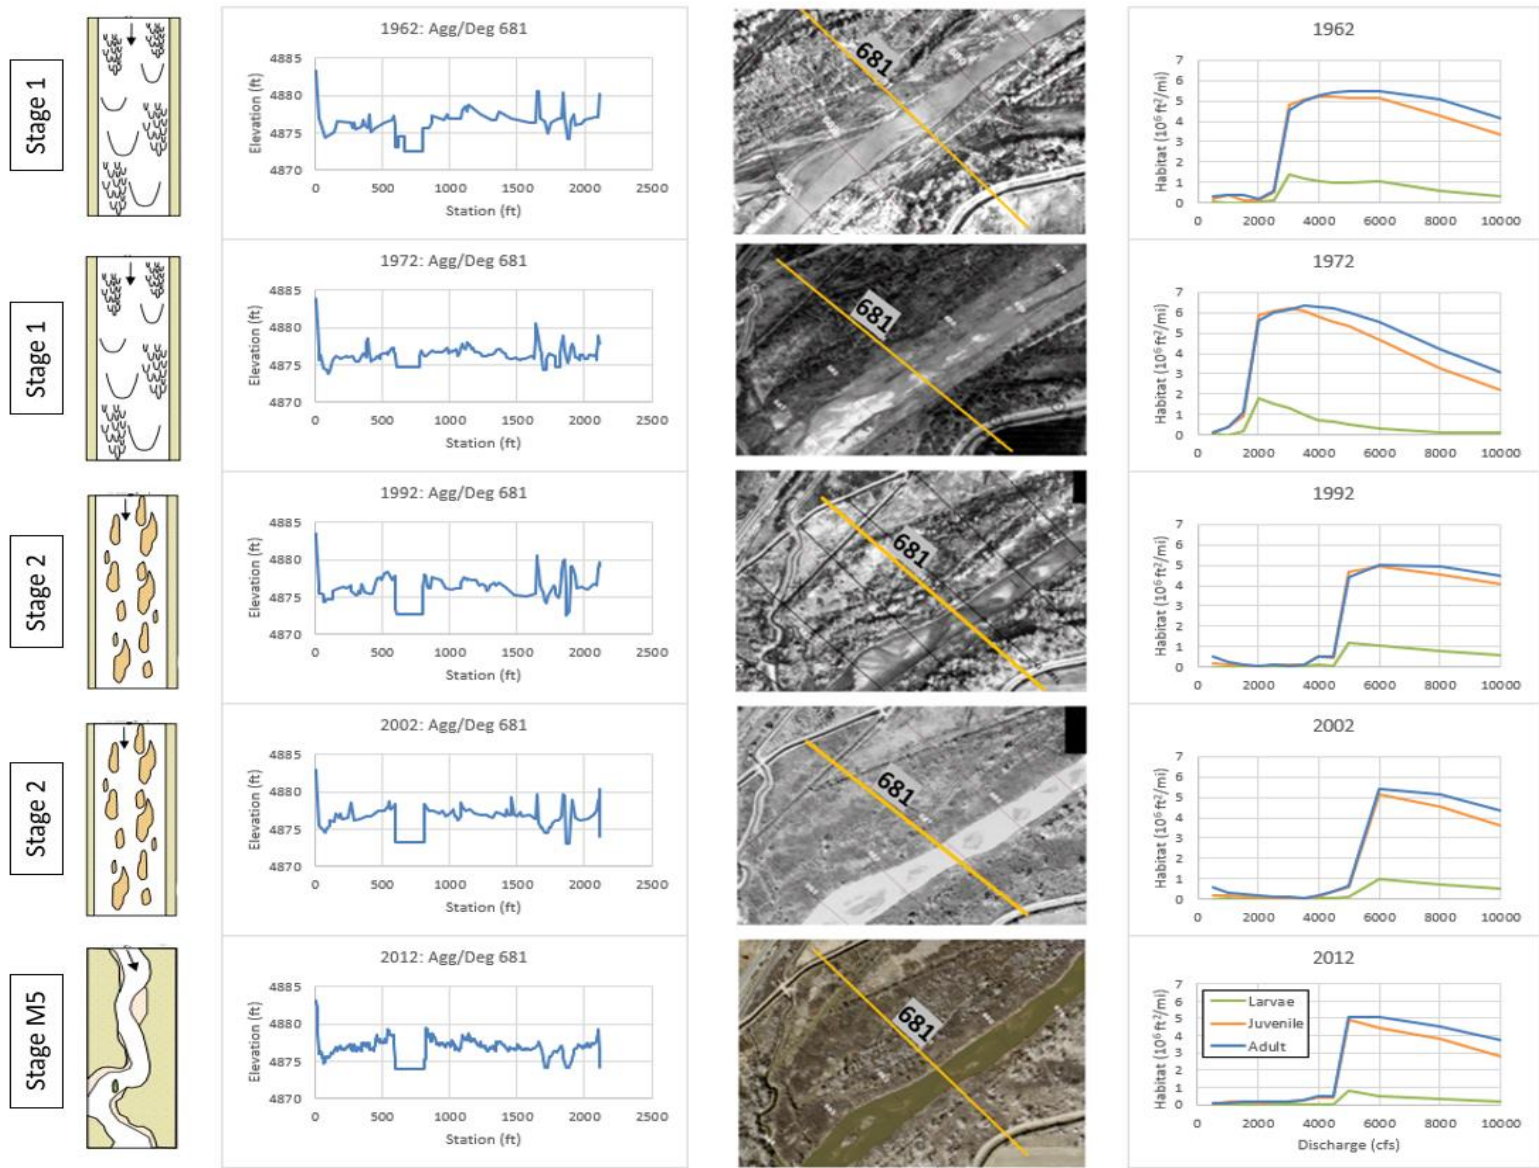 Stage 1
1962: Agg/Deg 681
Elevation (ft)
4885
4880
4875
4870
0 500 1000 1500 2000 2500
Station (ft)
681
1962
Habitat (10⁶ ft²/mi)
7
6
5
4
3
2
1
0
0 2000 4000 6000 8000 10000
Stage 1
1972: Agg/Deg 681
Elevation (ft)
4885
4880
4875
4870
0 500 1000 1500 2000 2500
Station (ft)
681
1972
Habitat (10⁶ ft²/mi)
7
6
5
4
3
2
1
0
0 2000 4000 6000 8000 10000
Stage 2
1992: Agg/Deg 681
Elevation (ft)
4885
4880
4875
4870
0 500 1000 1500 2000 2500
Station (ft)
681
1992
Habitat (10⁶ ft²/mi)
7
6
5
4
3
2
1
0
0 2000 4000 6000 8000 10000
Stage 2
2002: Agg/Deg 681
Elevation (ft)
4885
4880
4875
4870
0 500 1000 1500 2000 2500
Station (ft)
681
2002
Habitat (10⁶ ft²/mi)
7
6
5
4
3
2
1
0
0 2000 4000 6000 8000 10000
Stage M5
2012: Agg/Deg 681
Elevation (ft)
4885
4880
4875
4870
0 500 1000 1500 2000 2500
Station (ft)
681
2012
Habitat (10⁶ ft²/mi)
7
6
5
4
3
2
1
0
Larvae
Juvenile
Adult
0 2000 4000 6000 8000 10000
Discharge (cfs)